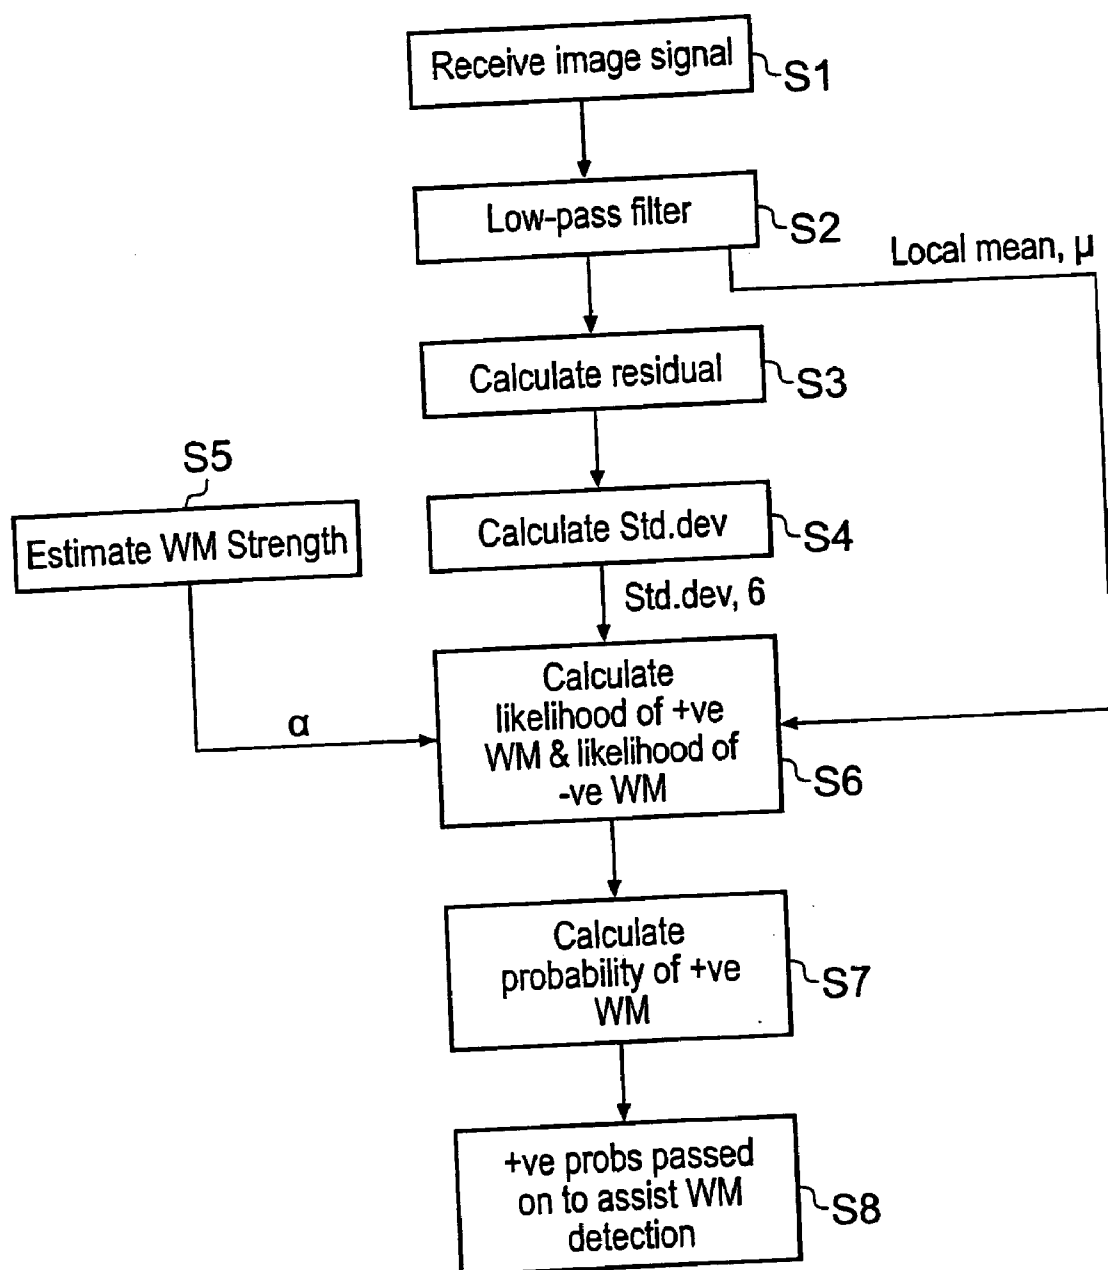 Receive image signal
S1
Low-pass filter
S2
Local mean, μ
Calculate residual
S3
S5
Estimate WM Strength
Calculate Std.dev
S4
Std.dev, 6
Calculate
likelihood of +ve
WM & likelihood of
-ve WM
α
S6
Calculate
probability of +ve
WM
S7
+ve probs passed
on to assist WM
detection
S8